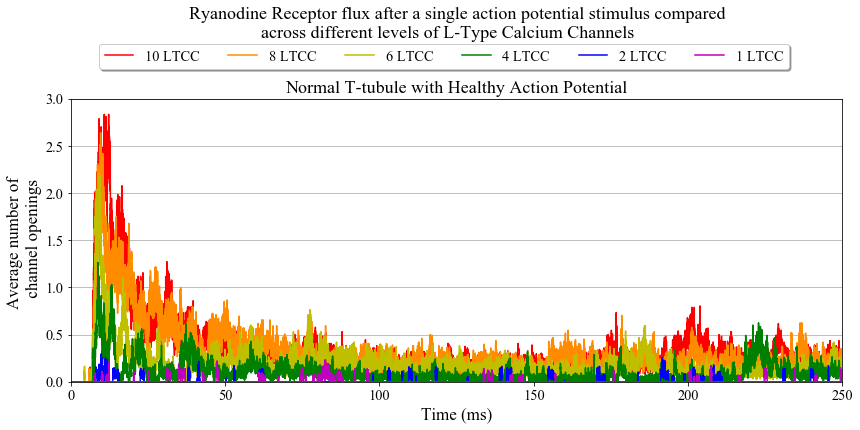 Ryanodine Receptor flux after a single action potential stimulus compared
across different levels of L-Type Calcium Channels
10 LTCC 8 LTCC 6 LTCC 4 LTCC 2 LTCC 1 LTCC
Normal T-tubule with Healthy Action Potential
Average number of
channel openings
3.0
2.5
2.0
1.5
1.0
0.5
0.0
0 50 100 150 200 250
Time (ms)